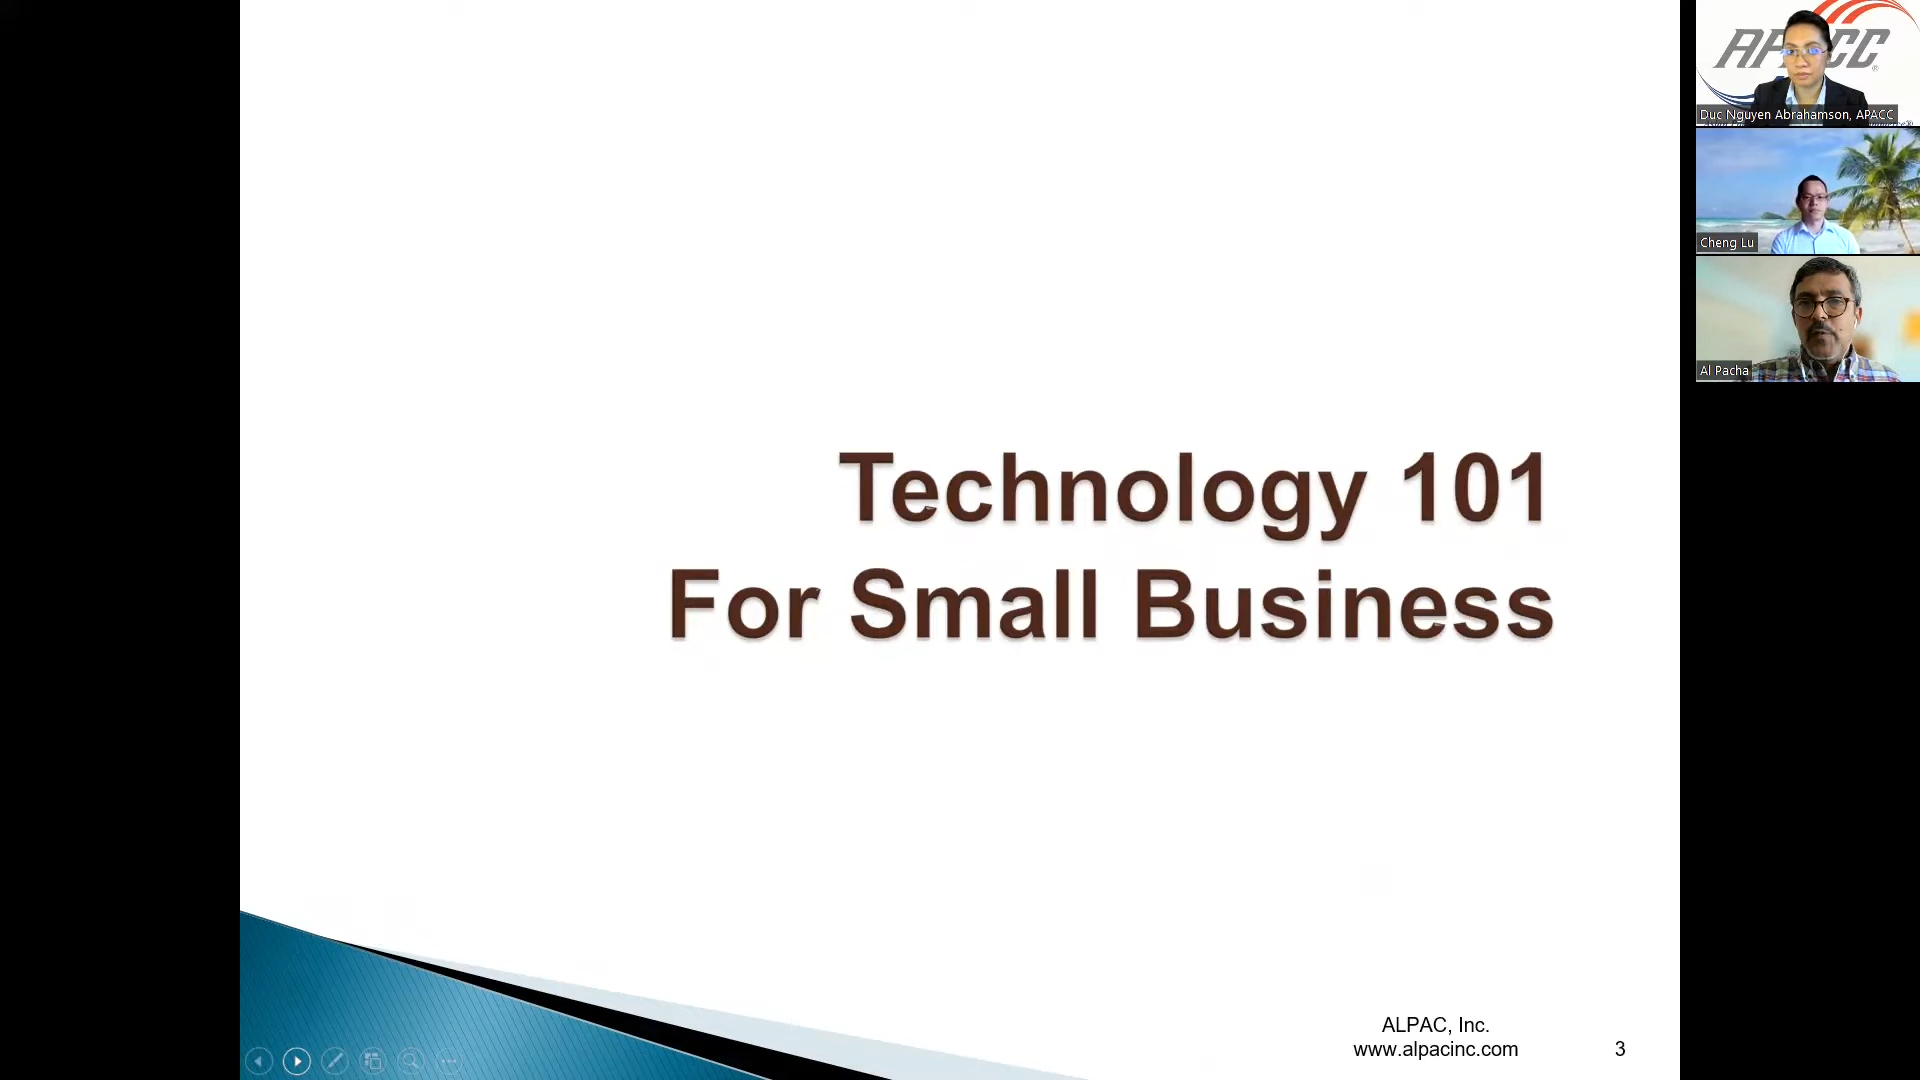 Technology 101
For Small Business
ALPAC, Inc.
www.alpacinc.com
3
Duc Nguyen Abrahamson, APACC
Cheng Lu
Al Pacha